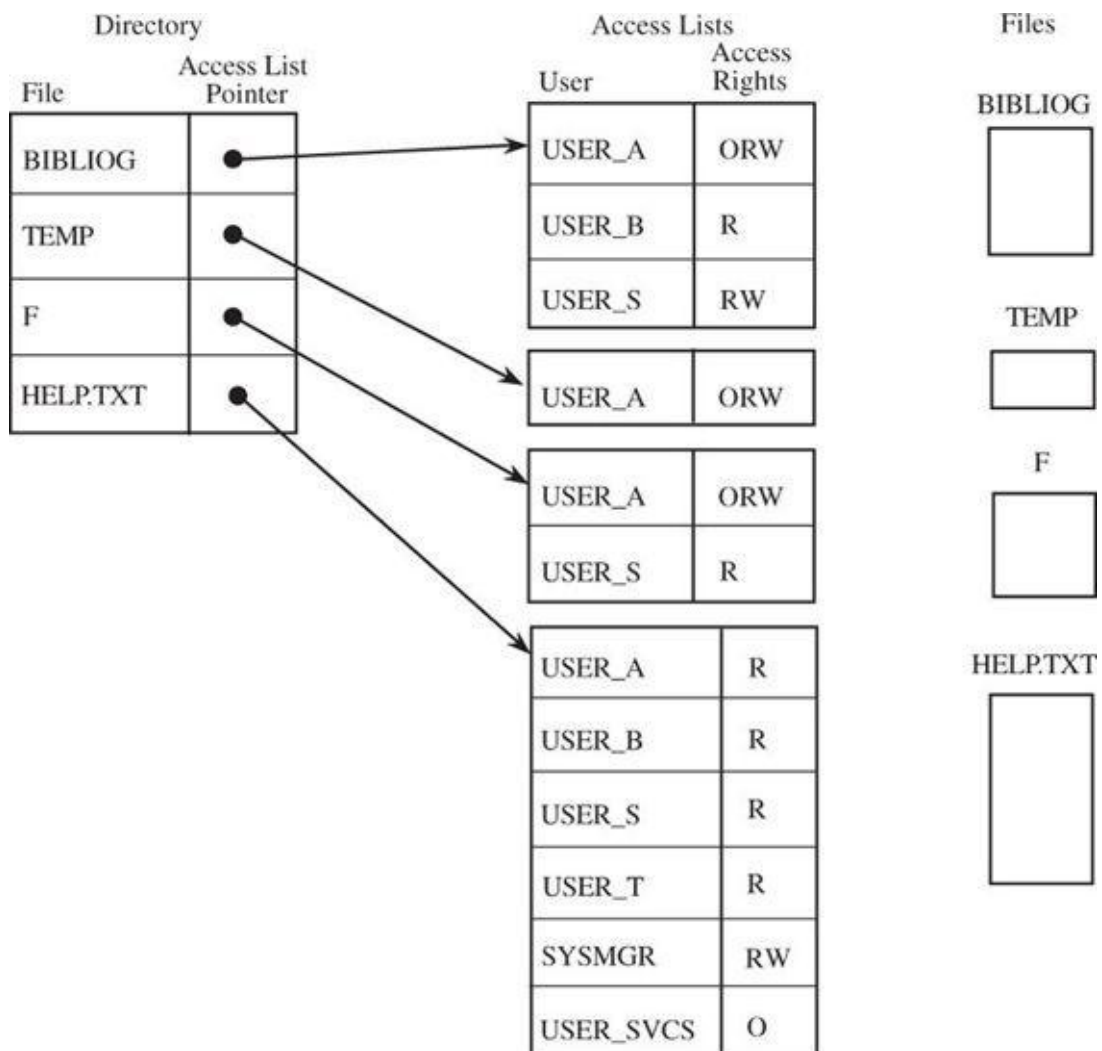 Directory
File
Access List
Pointer
BIBLIOG
TEMP
F
HELP.TXT
Access Lists
User
Access
Rights
USER_A ORW
USER_B R
USER_S RW
USER_A ORW
USER_A ORW
USER_S R
USER_A R
USER_B R
USER_S R
USER_T R
SYSMGR RW
USER_SVCS O
Files
BIBLIOG
TEMP
F
HELP.TXT